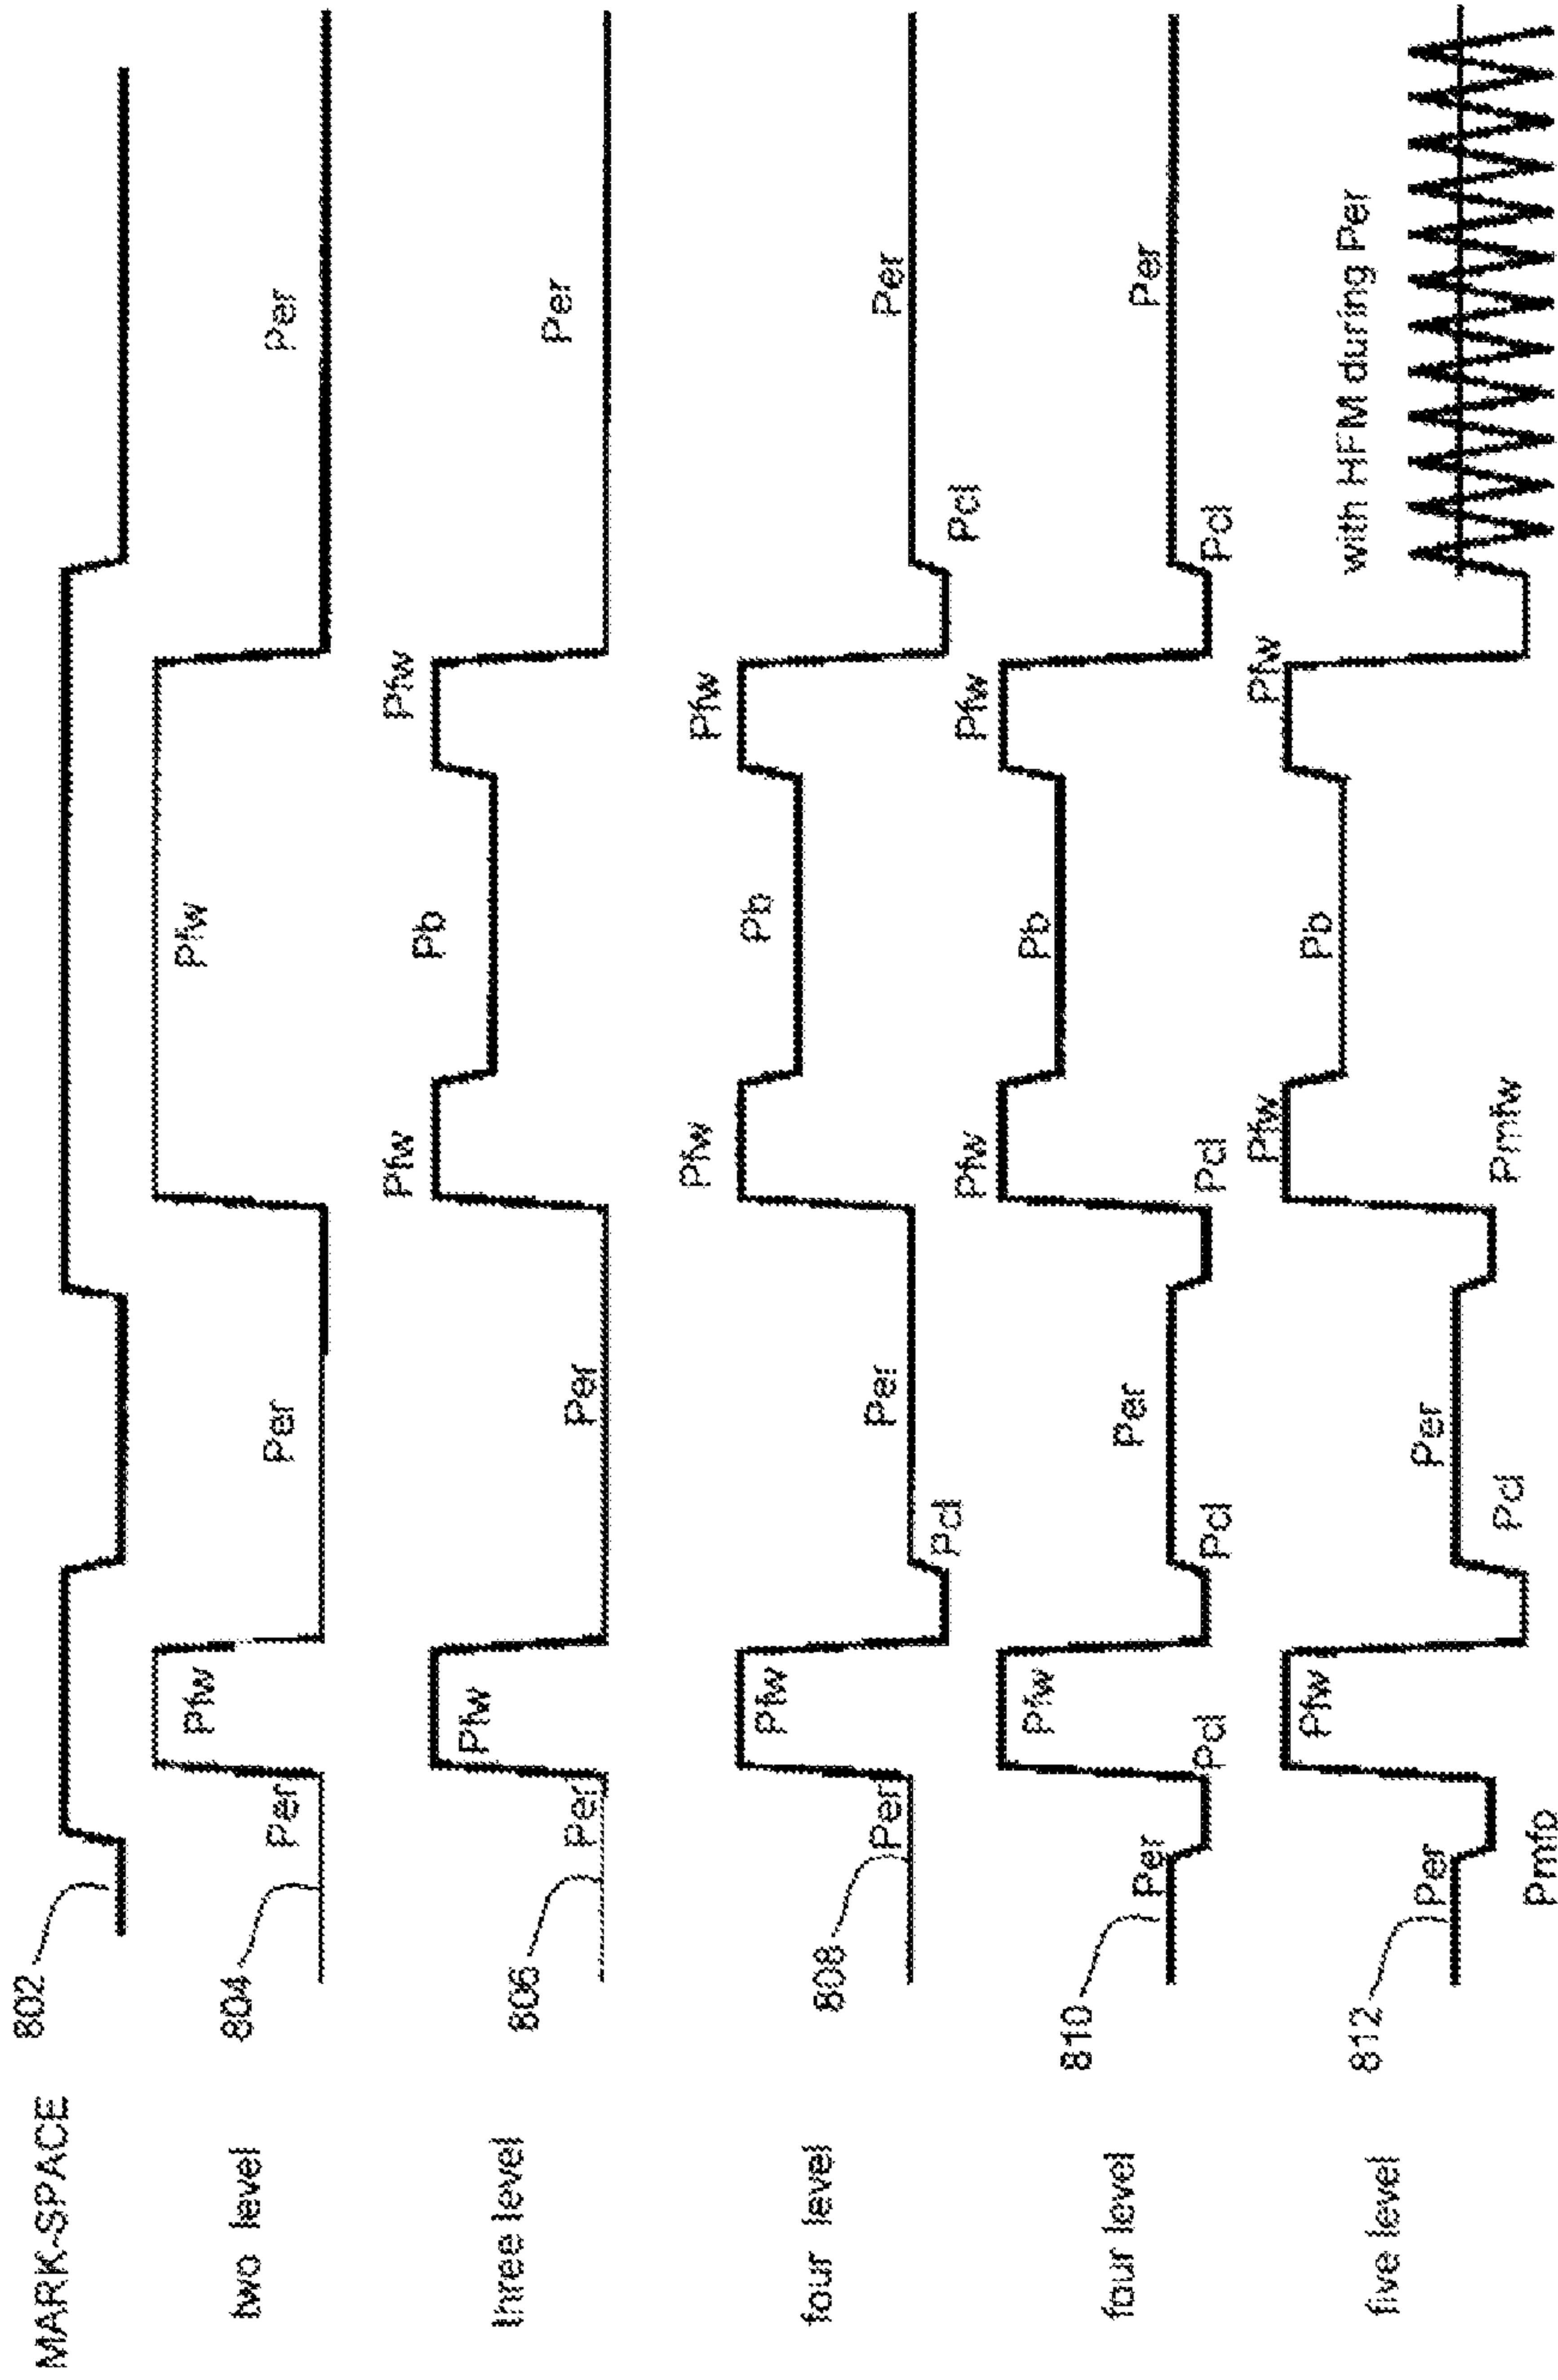 MARK-SPACE
802
two level
804
Per
Pfw
Per
Pfw
Per
three level
806
Per
Pfw
Per
Pfw
Pb
Pfw
Per
four level
808
Per
Pfw
Pcl
Per
Pfw
Pb
Pfw
Pcl
Per
four level
810
Per
Pcl
Pfw
Pcl
Per
Pcl
Pfw
Pb
Pfw
Pcl
Per
five level
812
Per
Pmfp
Pfw
Pcl
Per
Pmfw
Pfw
Pb
Pfw
with HFM during Per